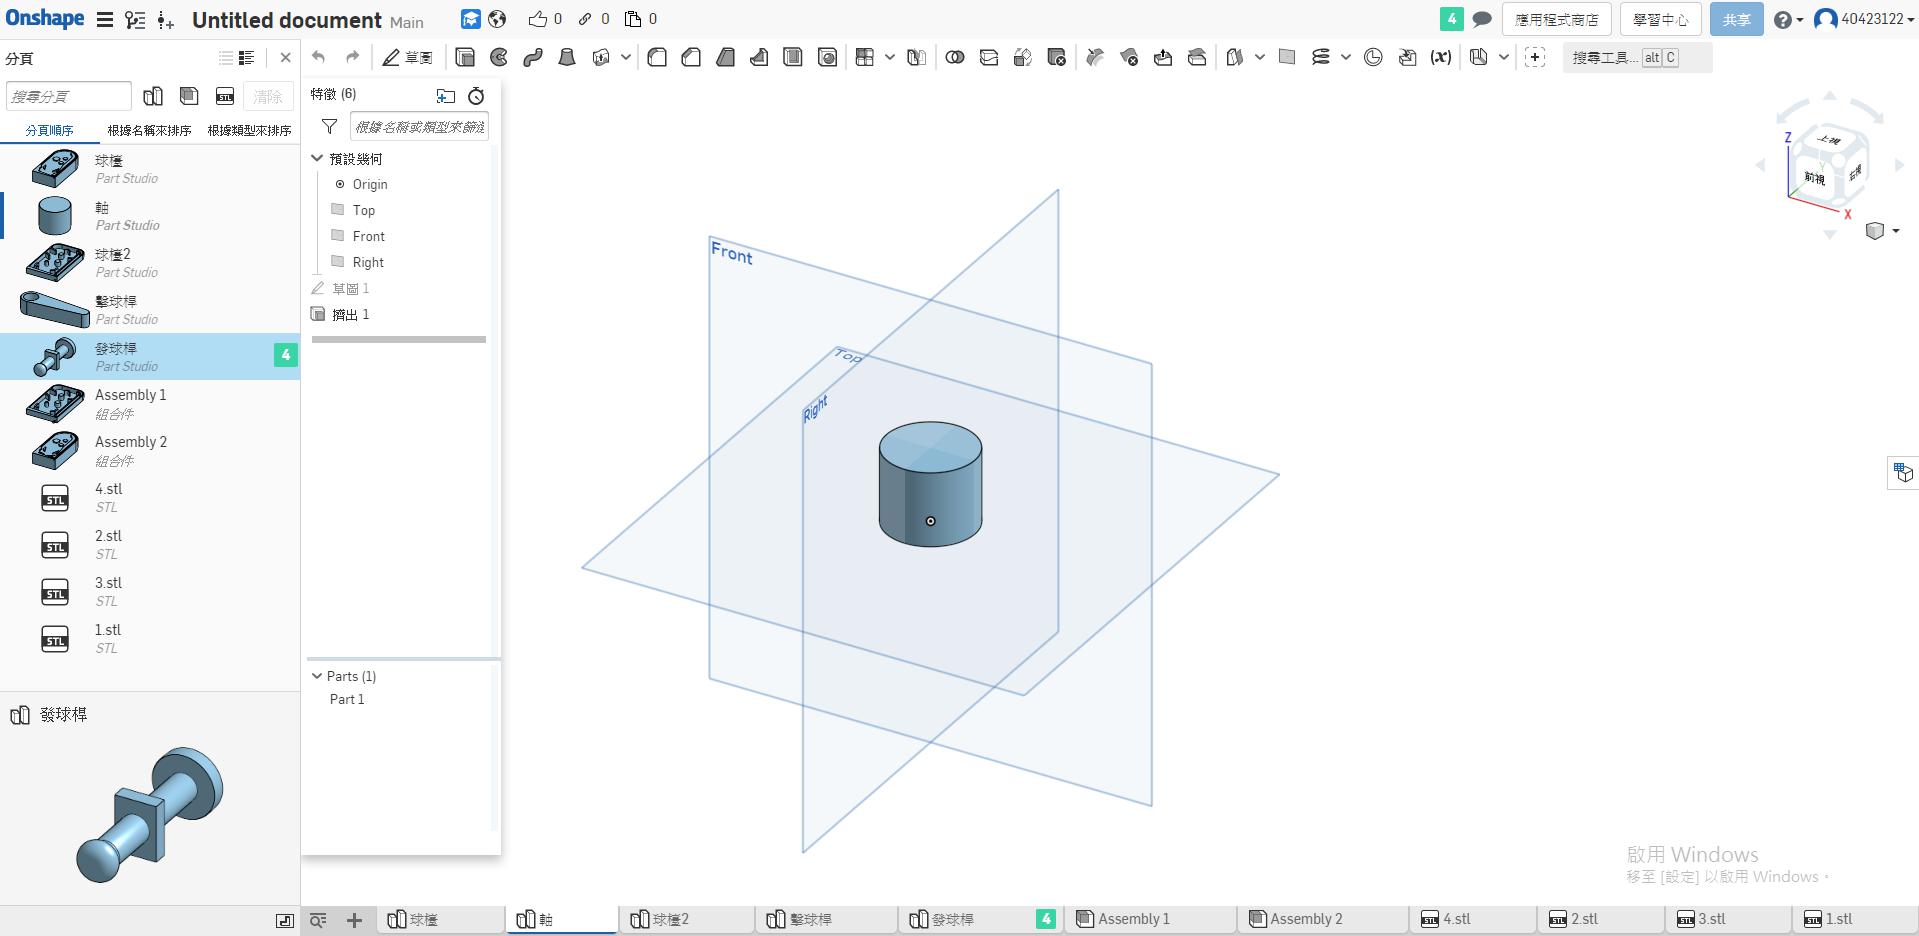 Onshape Untitled document Main 0 0 0 4 應用程式商店 學習中心 共享 40423122
分頁
草圖 搜尋工具... alt C
搜尋分頁 STL 清除
分頁順序 根據名稱來排序 根據類型來排序
球檯
Part Studio
軸
Part Studio
球檯2
Part Studio
擊球桿
Part Studio
發球桿
Part Studio
4
Assembly 1
組合件
Assembly 2
組合件
STL 4.stl
STL
STL 2.stl
STL
STL 3.stl
STL
STL 1.stl
STL
發球桿
特徵 (6)
根據名稱或類型來篩選
預設幾何
Origin
Top
Front
Right
草圖 1
擠出 1
Parts (1)
Part 1
Front
Top
Right
上視
Z
Y
前視 右視
X
啟用 Windows
移至 [設定] 以啟用 Windows。
球檯 軸 球檯2 擊球桿 發球桿 4 Assembly 1 Assembly 2 STL 4.stl STL 2.stl STL 3.stl STL 1.stl